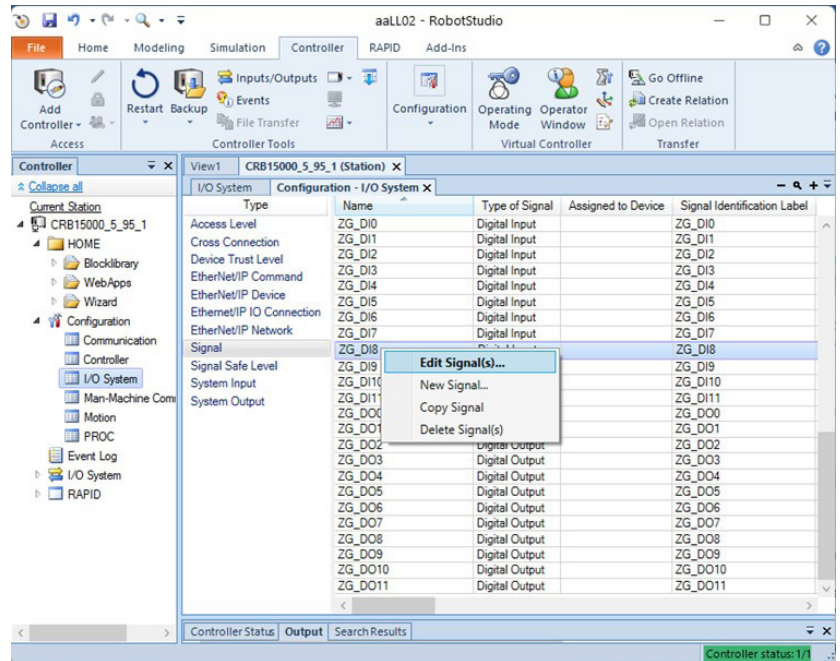 aaLL02 - RobotStudio
File Home Modeling Simulation Controller RAPID Add-Ins
Add Controller
Access
Restart Backup
Inputs/Outputs
Events
File Transfer
Controller Tools
Configuration
Operating Mode
Operator Window
Virtual Controller
Go Offline
Create Relation
Open Relation
Transfer
Controller
Collapse all
Current Station
CRB15000_5_95_1
HOME
Blocklibrary
WebApps
Wizard
Configuration
Communication
Controller
I/O System
Man-Machine Com
Motion
PROC
Event Log
I/O System
RAPID
View1 CRB15000_5_95_1 (Station)
I/O System Configuration - I/O System
Type
Access Level
Cross Connection
Device Trust Level
EtherNet/IP Command
EtherNet/IP Device
Ethernet/IP IO Connection
EtherNet/IP Network
Signal
Signal Safe Level
System Input
System Output
Name Type of Signal Assigned to Device Signal Identification Label
ZG_DI0 Digital Input ZG_DI0
ZG_DI1 Digital Input ZG_DI1
ZG_DI2 Digital Input ZG_DI2
ZG_DI3 Digital Input ZG_DI3
ZG_DI4 Digital Input ZG_DI4
ZG_DI5 Digital Input ZG_DI5
ZG_DI6 Digital Input ZG_DI6
ZG_DI7 Digital Input ZG_DI7
ZG_DI8 ZG_DI8
ZG_DI9 ZG_DI9
ZG_DI10 ZG_DI10
ZG_DI11 ZG_DI11
ZG_DO0 ZG_DO0
ZG_DO1 ZG_DO1
ZG_DO2 Digital Output ZG_DO2
ZG_DO3 Digital Output ZG_DO3
ZG_DO4 Digital Output ZG_DO4
ZG_DO5 Digital Output ZG_DO5
ZG_DO6 Digital Output ZG_DO6
ZG_DO7 Digital Output ZG_DO7
ZG_DO8 Digital Output ZG_DO8
ZG_DO9 Digital Output ZG_DO9
ZG_DO10 Digital Output ZG_DO10
ZG_DO11 Digital Output ZG_DO11
Edit Signal(s)...
New Signal...
Copy Signal
Delete Signal(s)
Controller Status Output Search Results
Controller status: 1/1